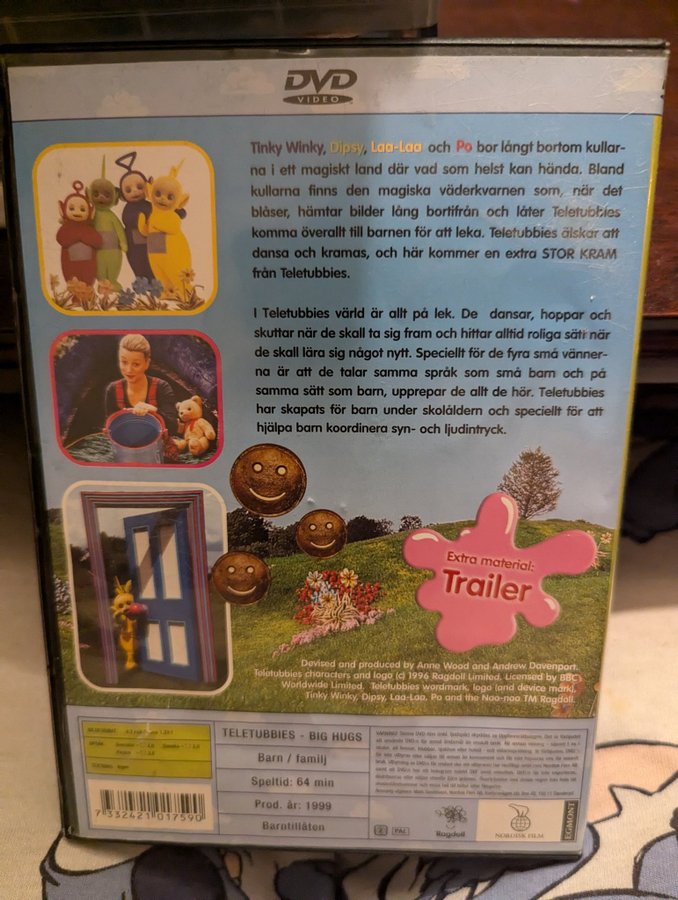 DVD
VIDEO
Tinky Winky, Dipsy, Laa-Laa och Po bor långt bortom kullar-
na i ett magiskt land där vad som helst kan hända. Bland
kullarna finns den magiska väderkvarnen som, när det
blåser, hämtar bilder lång bortifrån och låter Teletubbies
komma överallt till barnen för att leka. Teletubbies älskar att
dansa och kramas, och här kommer en extra STOR KRAM
från Teletubbies.
I Teletubbies värld är allt på lek. De dansar, hoppar och
skuttar när de skall ta sig fram och hittar alltid roliga sätt när
de skall lära sig något nytt. Speciellt för de fyra små vänner-
na är att de talar samma språk som små barn och på
samma sätt som barn, upprepar de allt de hör. Teletubbies
har skapats för barn under skolåldern och speciellt för att
hjälpa barn koordinera syn- och ljudintryck.
Extra material:
Trailer
Devised and produced by Anne Wood and Andrew Davenport.
Teletubbies characters and logo (c) 1996 Ragdoll Limited. Licensed by BBC
Worldwide Limited. Teletubbies wordmark, logo (and device mark),
Tinky Winky, Dipsy, Laa-Laa, Po and the Noo-noo TM Ragdoll.
TELETUBBIES - BIG HUGS
Barn / familj
Speltid: 64 min
Prod. år: 1999
Barntillåten
7 332421 017590
2 PAL
Ragdoll
NORDISK FILM
EGMONT